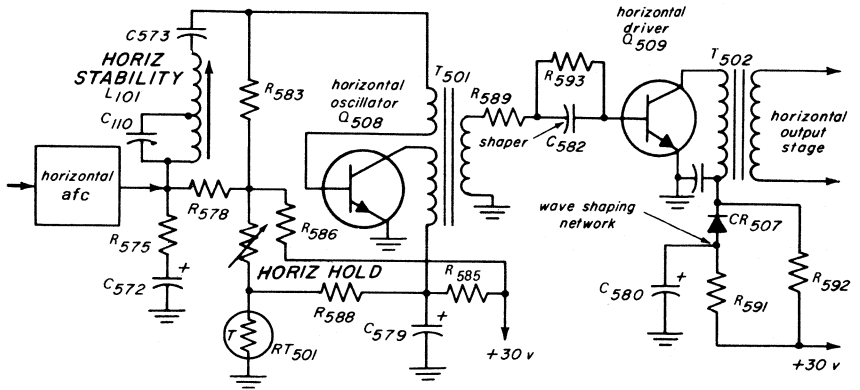 C573
HORIZ
STABILITY
L101
C110
horizontal
afc
R575
C572
+
R578
R583
R586
HORIZ HOLD
T
RT501
R588
C579
+
R585
+30 v
horizontal
oscillator
Q508
T501
R589
R593
shaper
C582
horizontal
driver
Q509
T502
horizontal
output
stage
wave shaping
network
CR507
C580
+
R591
R592
+30 v